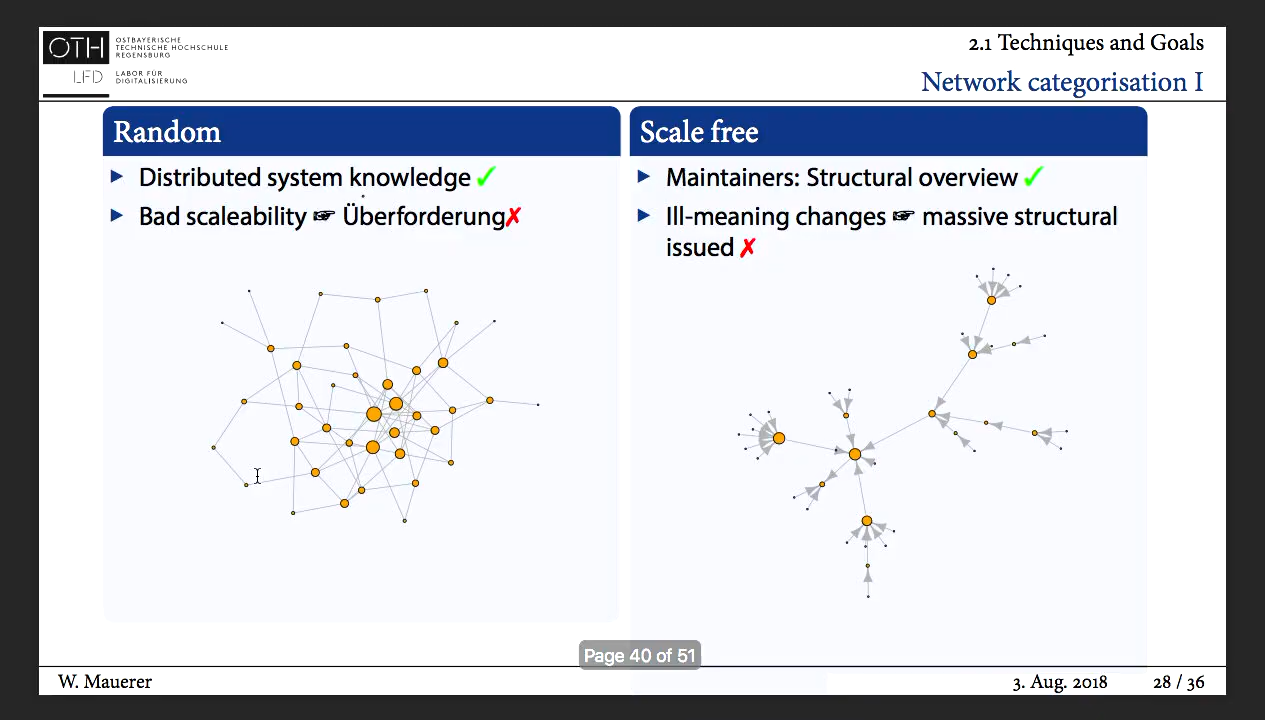 OTH
OSTBAYERISCHE
TECHNISCHE HOCHSCHULE
REGENSBURG
LFD
LABOR FÜR
DIGITALISIERUNG
2.1 Techniques and Goals
Network categorisation I
Random
Distributed system knowledge ✓
Bad scaleability ☞ Überforderung✗
Scale free
Maintainers: Structural overview ✓
Ill-meaning changes ☞ massive structural
issued ✗
Page 40 of 51
W. Mauerer
3. Aug. 2018
28 / 36